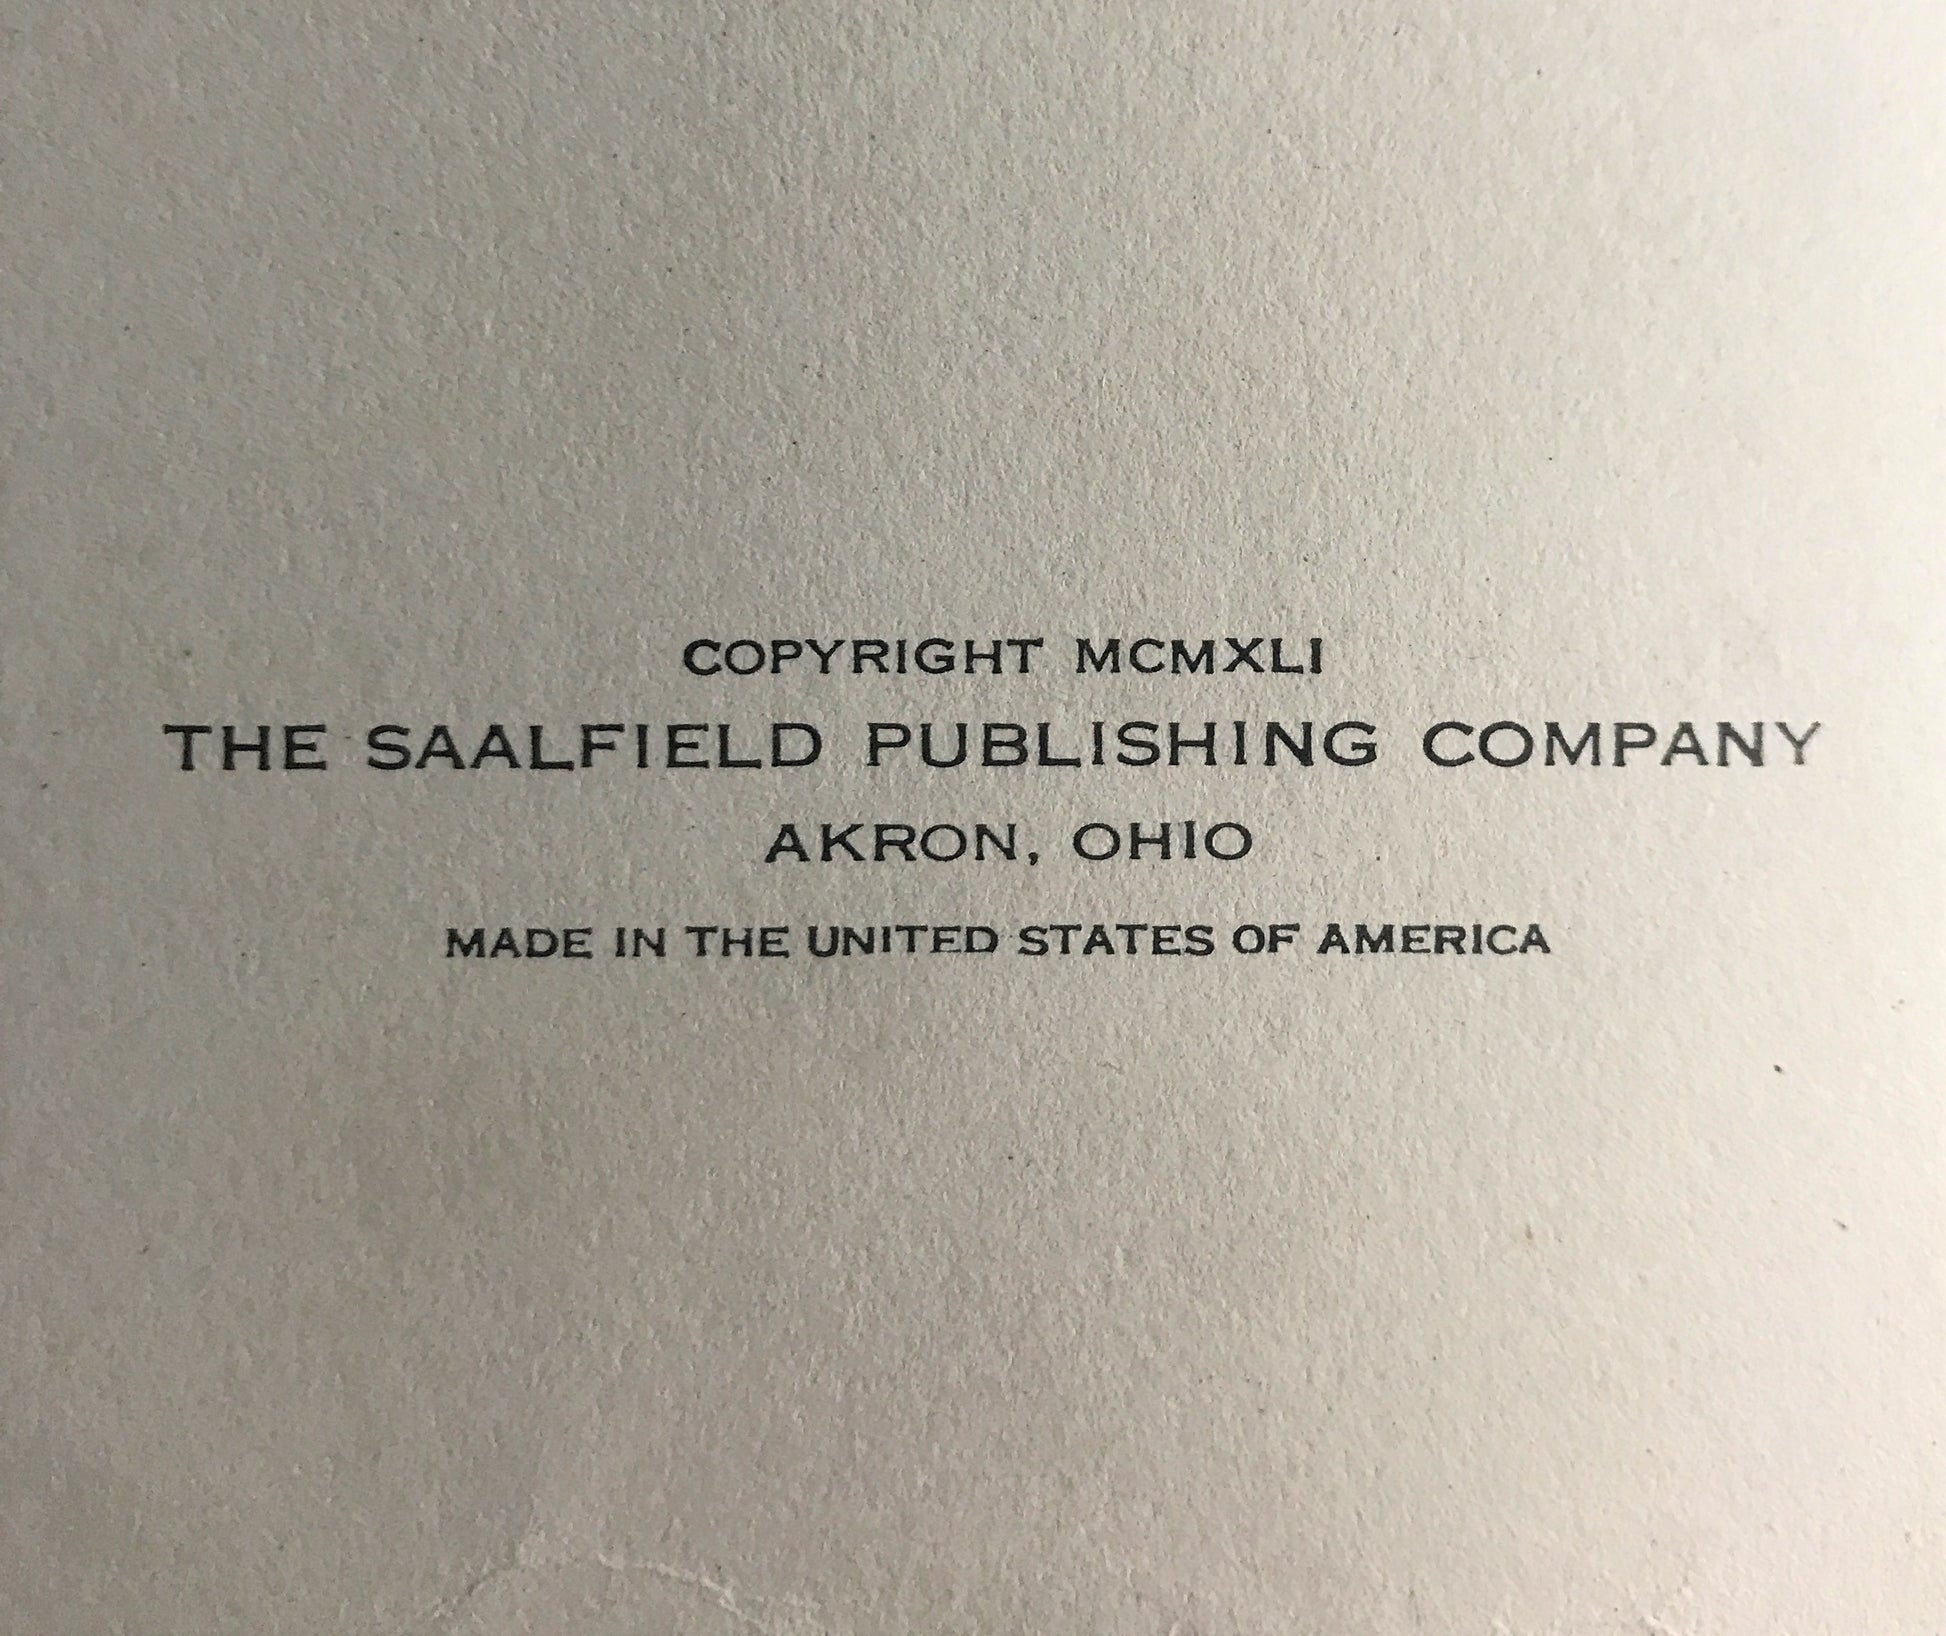 COPYRIGHT MCMXLI
THE SAALFIELD PUBLISHING COMPANY
AKRON, OHIO
MADE IN THE UNITED STATES OF AMERICA